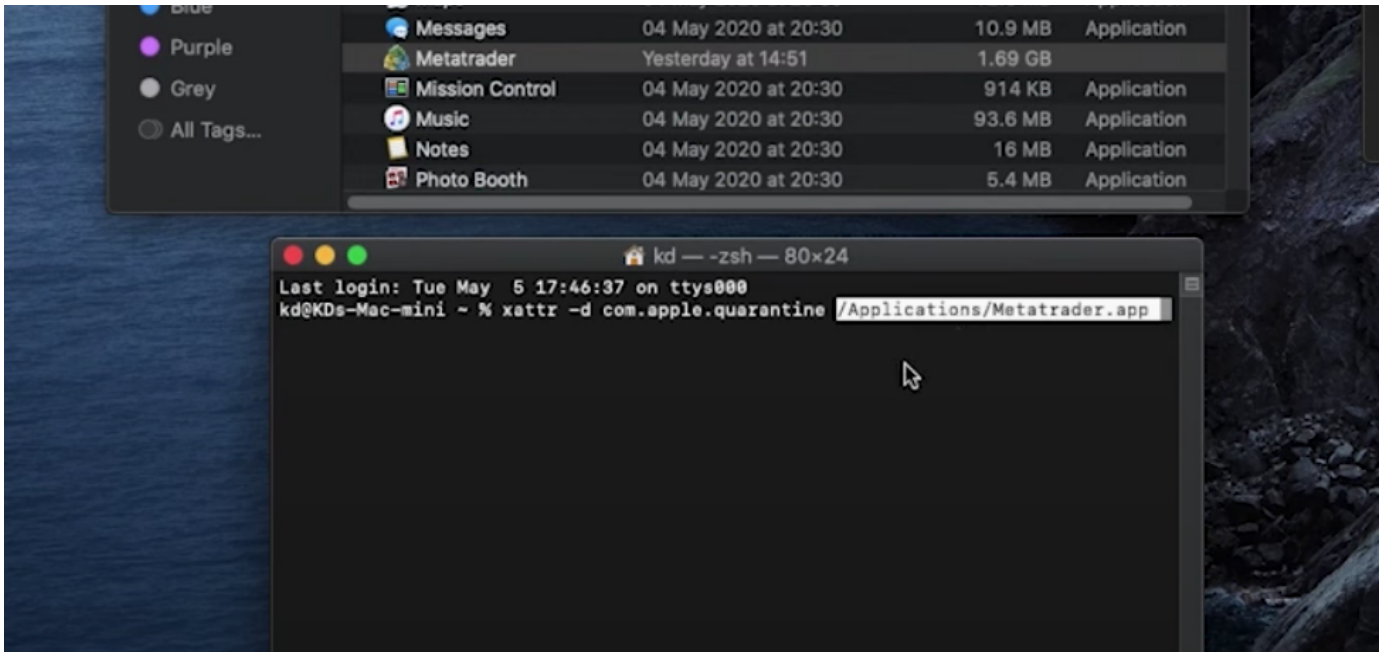 Blue
Messages 04 May 2020 at 20:30 10.9 MB Application
Purple
Metatrader Yesterday at 14:51 1.69 GB
Grey
Mission Control 04 May 2020 at 20:30 914 KB Application
All Tags...
Music 04 May 2020 at 20:30 93.6 MB Application
Notes 04 May 2020 at 20:30 16 MB Application
Photo Booth 04 May 2020 at 20:30 5.4 MB Application
kd — -zsh — 80×24
Last login: Tue May  5 17:46:37 on ttys000
kd@KDs-Mac-mini ~ % xattr -d com.apple.quarantine /Applications/Metatrader.app